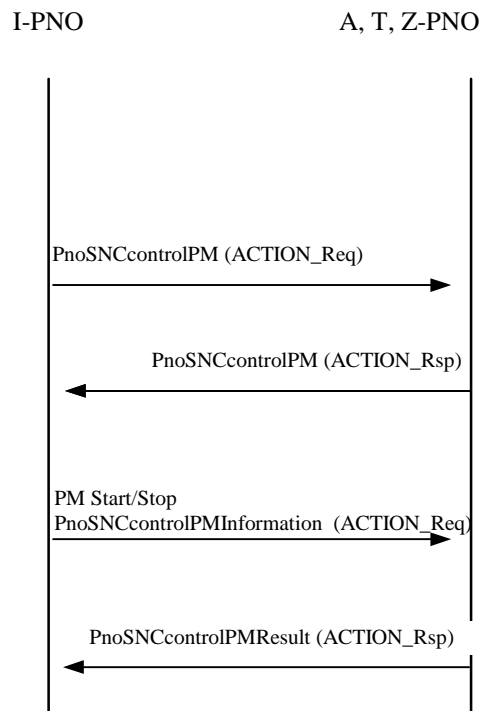 I-PNO
A, T, Z-PNO
PnoSNCcontrolPM (ACTION_Req)
PnoSNCcontrolPM (ACTION_Rsp)
PM Start/Stop
PnoSNCcontrolPMInformation (ACTION_Req)
PnoSNCcontrolPMResult (ACTION_Rsp)